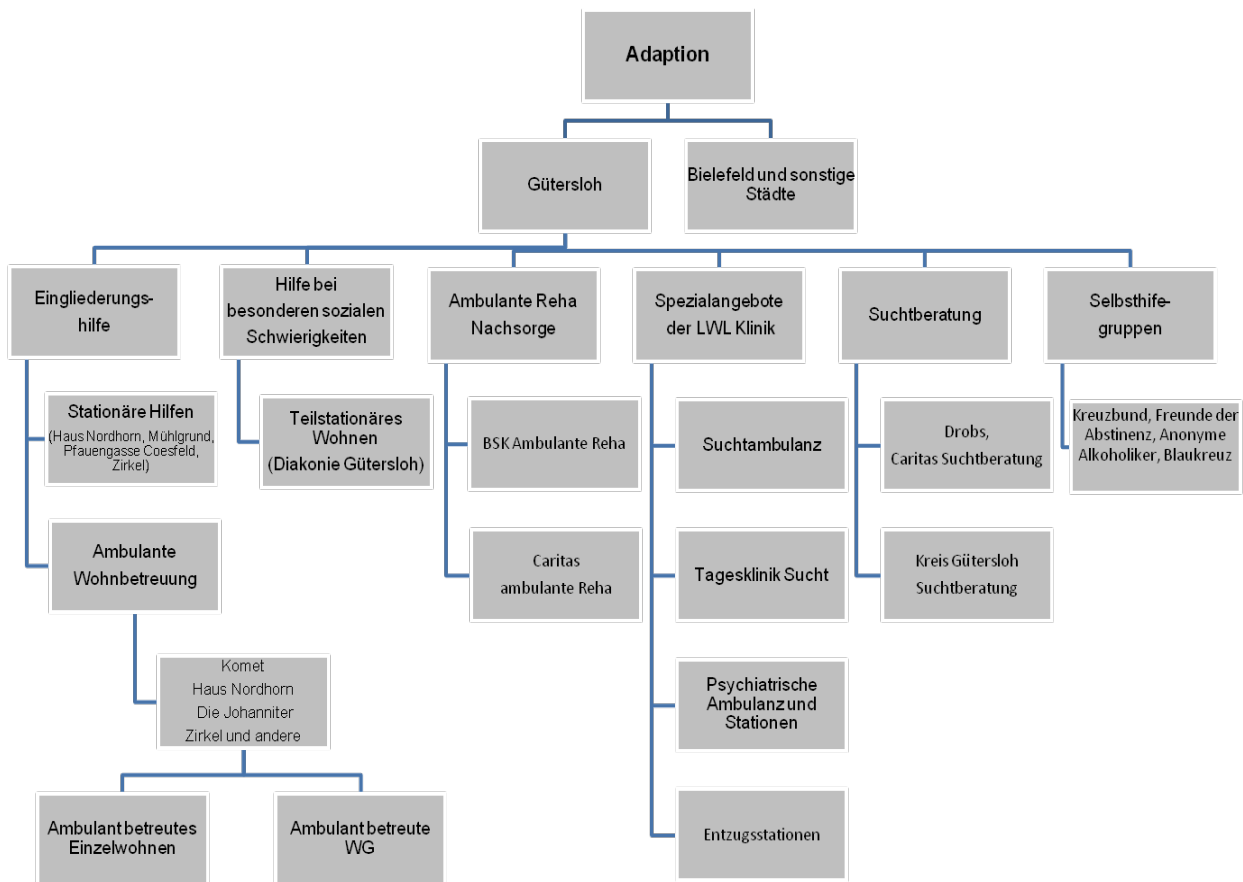 Adaption
Gütersloh
Bielefeld und sonstige
Städte
Eingliederungs-
hilfe
Hilfe bei
besonderen sozialen
Schwierigkeiten
Ambulante Reha
Nachsorge
Spezialangebote
der LWL Klinik
Suchtberatung
Selbsthife-
gruppen
Stationäre Hilfen
(Haus Nordhorn, Mühlgrund,
Pfauengasse Coesfeld,
Zirkel)
Teilstationäres
Wohnen
(Diakonie Gütersloh)
BSK Ambulante Reha
Suchtambulanz
Drobs,
Caritas Suchtberatung
Kreuzbund, Freunde der
Abstinenz, Anonyme
Alkoholiker, Blaukreuz
Ambulante
Wohnbetreuung
Caritas
ambulante Reha
Tagesklinik Sucht
Kreis Gütersloh
Suchtberatung
Komet
Haus Nordhorn
Die Johanniter
Zirkel und andere
Psychiatrische
Ambulanz und
Stationen
Ambulant betreutes
Einzelwohnen
Ambulant betreute
WG
Entzugsstationen